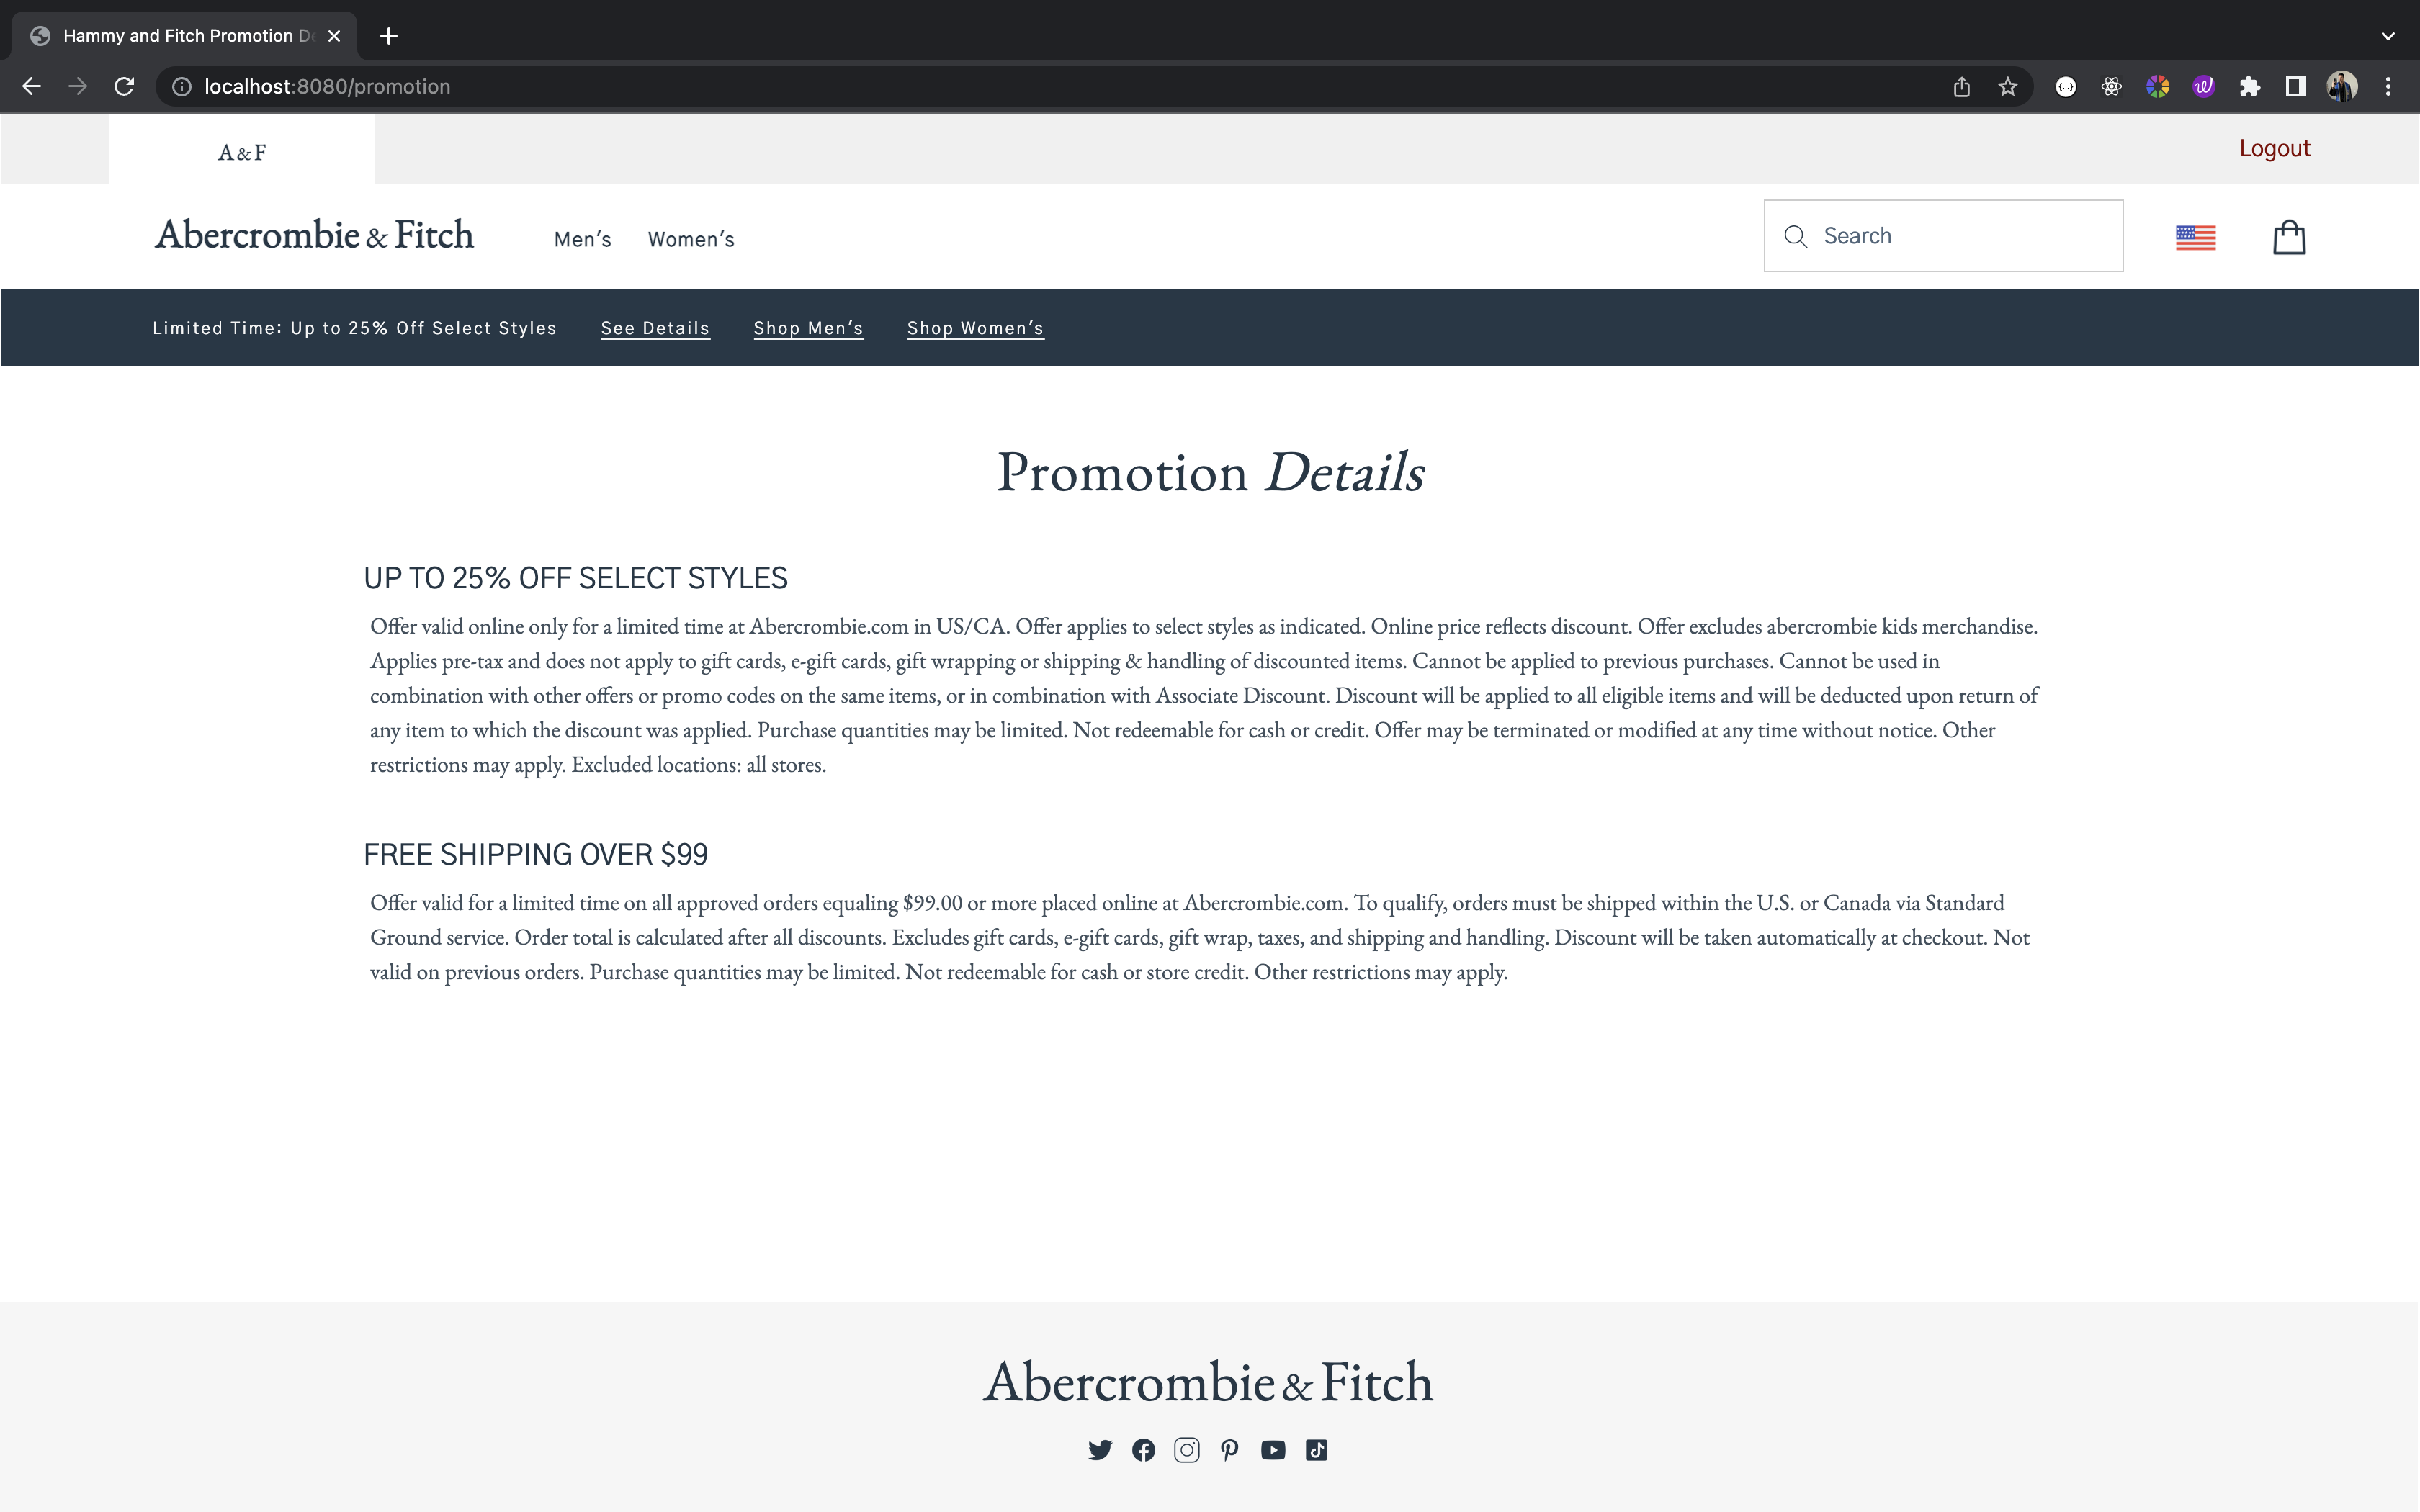 Hammy and Fitch Promotion De
localhost:8080/promotion
A & F
Logout
Abercrombie & Fitch
Men's
Women's
Search
Limited Time: Up to 25% Off Select Styles
See Details
Shop Men's
Shop Women's
Promotion Details
UP TO 25% OFF SELECT STYLES
Offer valid online only for a limited time at Abercrombie.com in US/CA. Offer applies to select styles as indicated. Online price reflects discount. Offer excludes abercrombie kids merchandise.
Applies pre-tax and does not apply to gift cards, e-gift cards, gift wrapping or shipping & handling of discounted items. Cannot be applied to previous purchases. Cannot be used in
combination with other offers or promo codes on the same items, or in combination with Associate Discount. Discount will be applied to all eligible items and will be deducted upon return of
any item to which the discount was applied. Purchase quantities may be limited. Not redeemable for cash or credit. Offer may be terminated or modified at any time without notice. Other
restrictions may apply. Excluded locations: all stores.
FREE SHIPPING OVER $99
Offer valid for a limited time on all approved orders equaling $99.00 or more placed online at Abercrombie.com. To qualify, orders must be shipped within the U.S. or Canada via Standard
Ground service. Order total is calculated after all discounts. Excludes gift cards, e-gift cards, gift wrap, taxes, and shipping and handling. Discount will be taken automatically at checkout. Not
valid on previous orders. Purchase quantities may be limited. Not redeemable for cash or store credit. Other restrictions may apply.
Abercrombie & Fitch